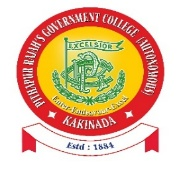 PITHAPUR RAJAH'S GOVERNMENT COLLEGE (AUTONOMOUS)
EXCELSIOR
KAKINADA
Estd : 1884